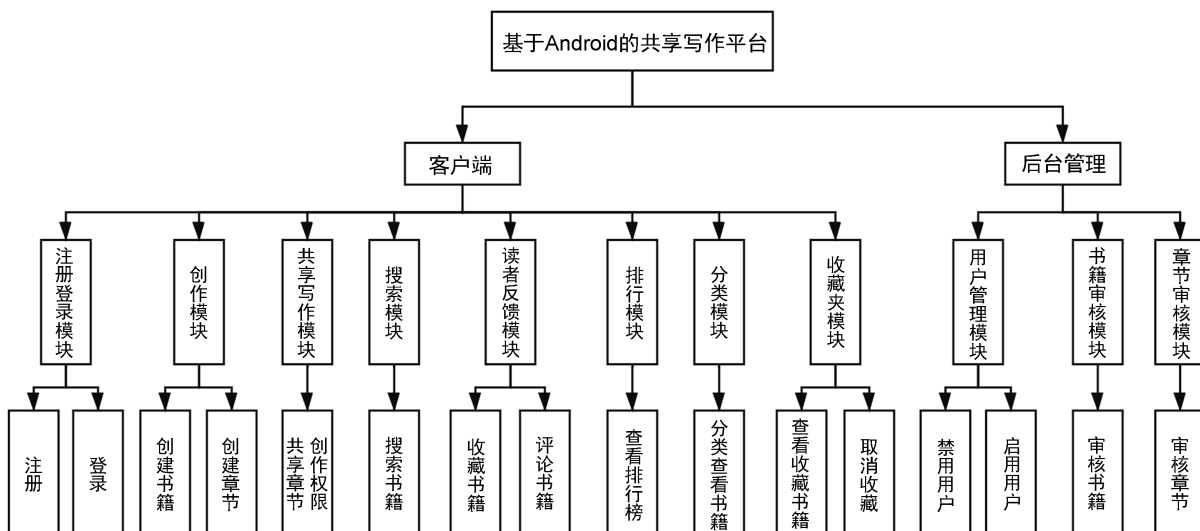 基于Android的共享写作平台
客户端
后台管理
注册登录模块
创作模块
共享写作模块
搜索模块
读者反馈模块
排行模块
分类模块
收藏夹模块
用户管理模块
书籍审核模块
章节审核模块
注册
登录
创建书籍
创建章节
共享章节
创作权限
搜索书籍
收藏书籍
评论书籍
查看排行榜
分类查看书籍
查看收藏书籍
取消收藏
禁用用户
启用用户
审核书籍
审核章节